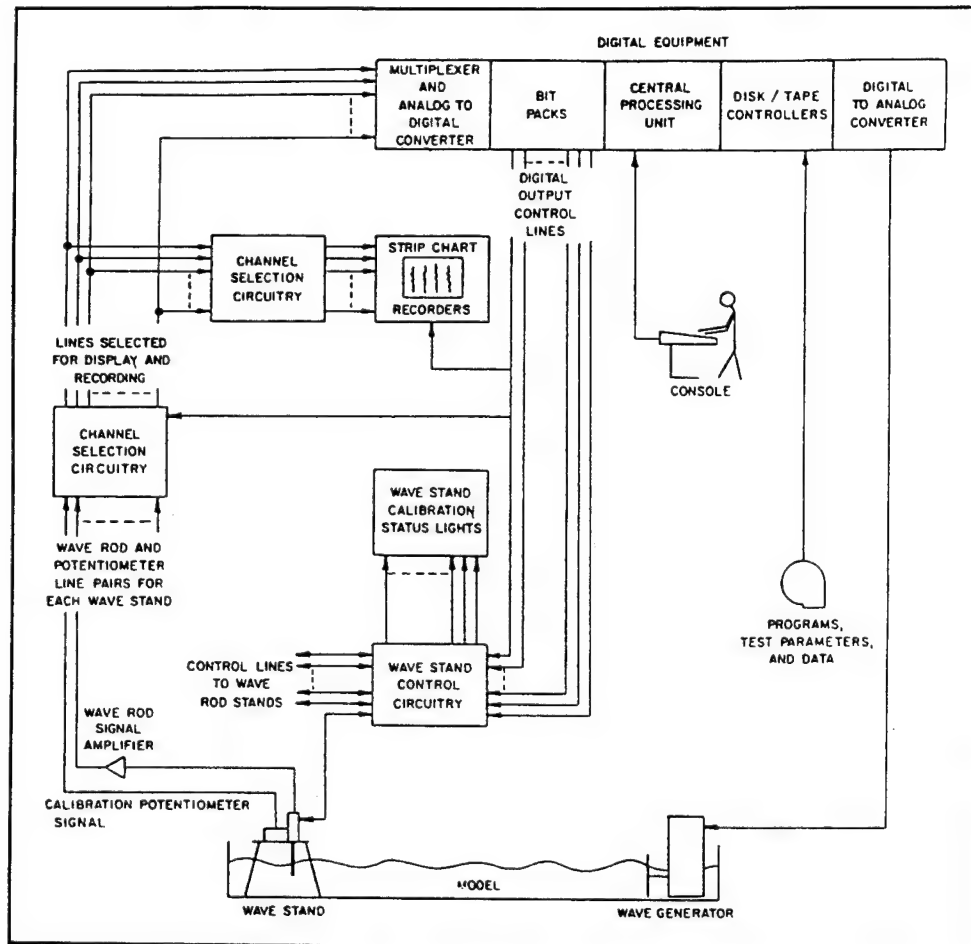 DIGITAL EQUIPMENT
MULTIPLEXER
AND
ANALOG TO
DIGITAL
CONVERTER
BIT
PACKS
CENTRAL
PROCESSING
UNIT
DISK / TAPE
CONTROLLERS
DIGITAL
TO ANALOG
CONVERTER
DIGITAL
OUTPUT
CONTROL
LINES
CHANNEL
SELECTION
CIRCUITRY
STRIP CHART
RECORDERS
LINES SELECTED
FOR DISPLAY AND
RECORDING
CONSOLE
CHANNEL
SELECTION
CIRCUITRY
WAVE STAND
CALIBRATION
STATUS LIGHTS
WAVE ROD AND
POTENTIOMETER
LINE PAIRS FOR
EACH WAVE STAND
PROGRAMS,
TEST PARAMETERS,
AND DATA
CONTROL LINES
TO WAVE
ROD STANDS
WAVE STAND
CONTROL
CIRCUITRY
WAVE ROD
SIGNAL
AMPLIFIER
CALIBRATION POTENTIOMETER
SIGNAL
MODEL
WAVE STAND
WAVE GENERATOR